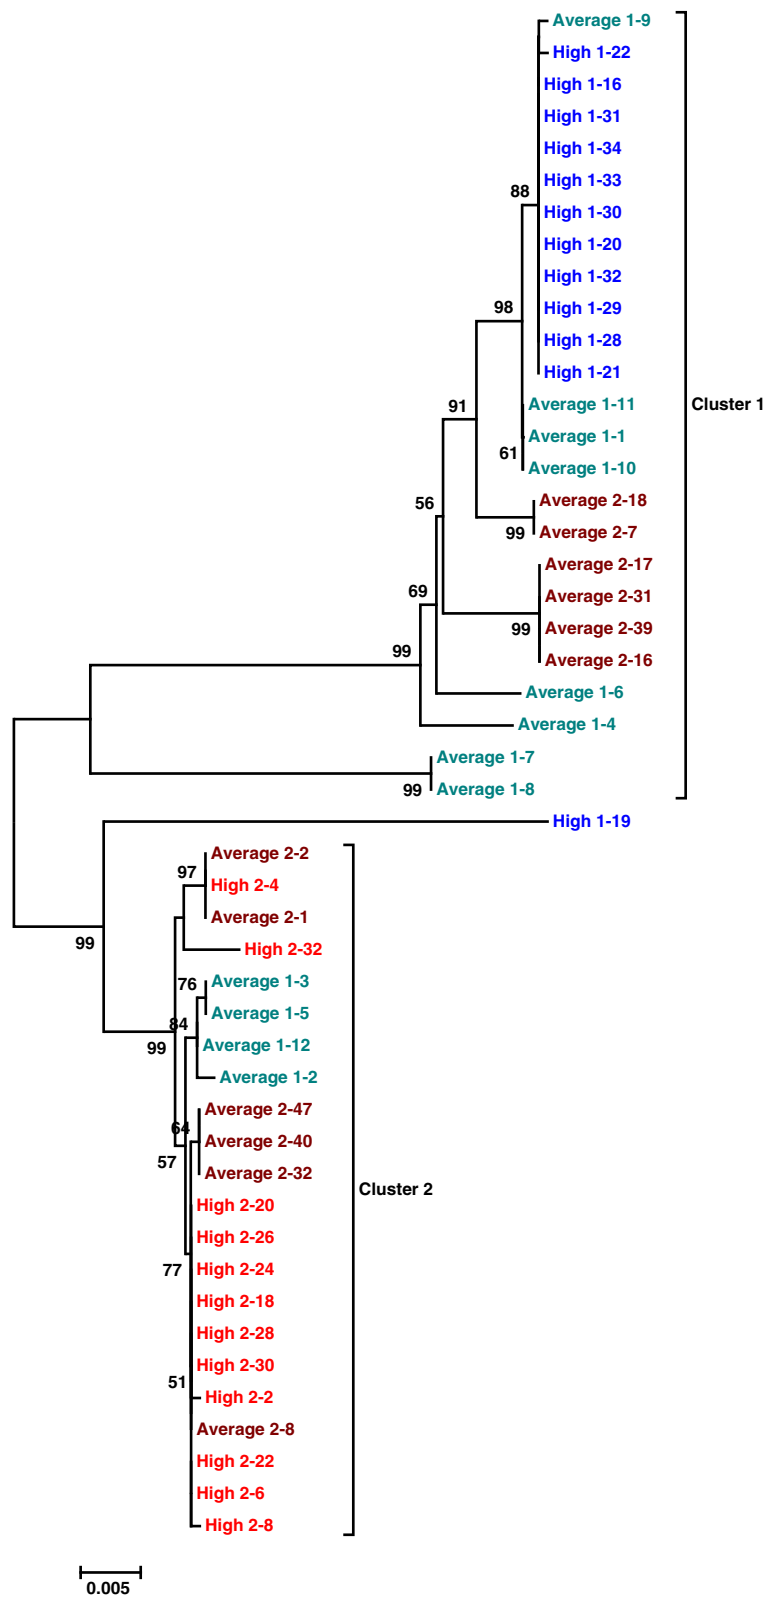 Average 1-9
High 1-22
High 1-16
High 1-31
High 1-34
High 1-33
88
High 1-30
High 1-20
High 1-32
98
High 1-29
High 1-28
High 1-21
91
Average 1-11
Cluster 1
Average 1-1
61
Average 1-10
56
Average 2-18
99
Average 2-7
Average 2-17
69
Average 2-31
99
Average 2-39
99
Average 2-16
Average 1-6
Average 1-4
Average 1-7
99
Average 1-8
High 1-19
Average 2-2
97
High 2-4
Average 2-1
99
High 2-32
76
Average 1-3
Average 1-5
84
99
Average 1-12
Average 1-2
Average 2-47
64
Average 2-40
57
Average 2-32
Cluster 2
High 2-20
High 2-26
77
High 2-24
High 2-18
High 2-28
High 2-30
51
High 2-2
Average 2-8
High 2-22
High 2-6
High 2-8
0.005